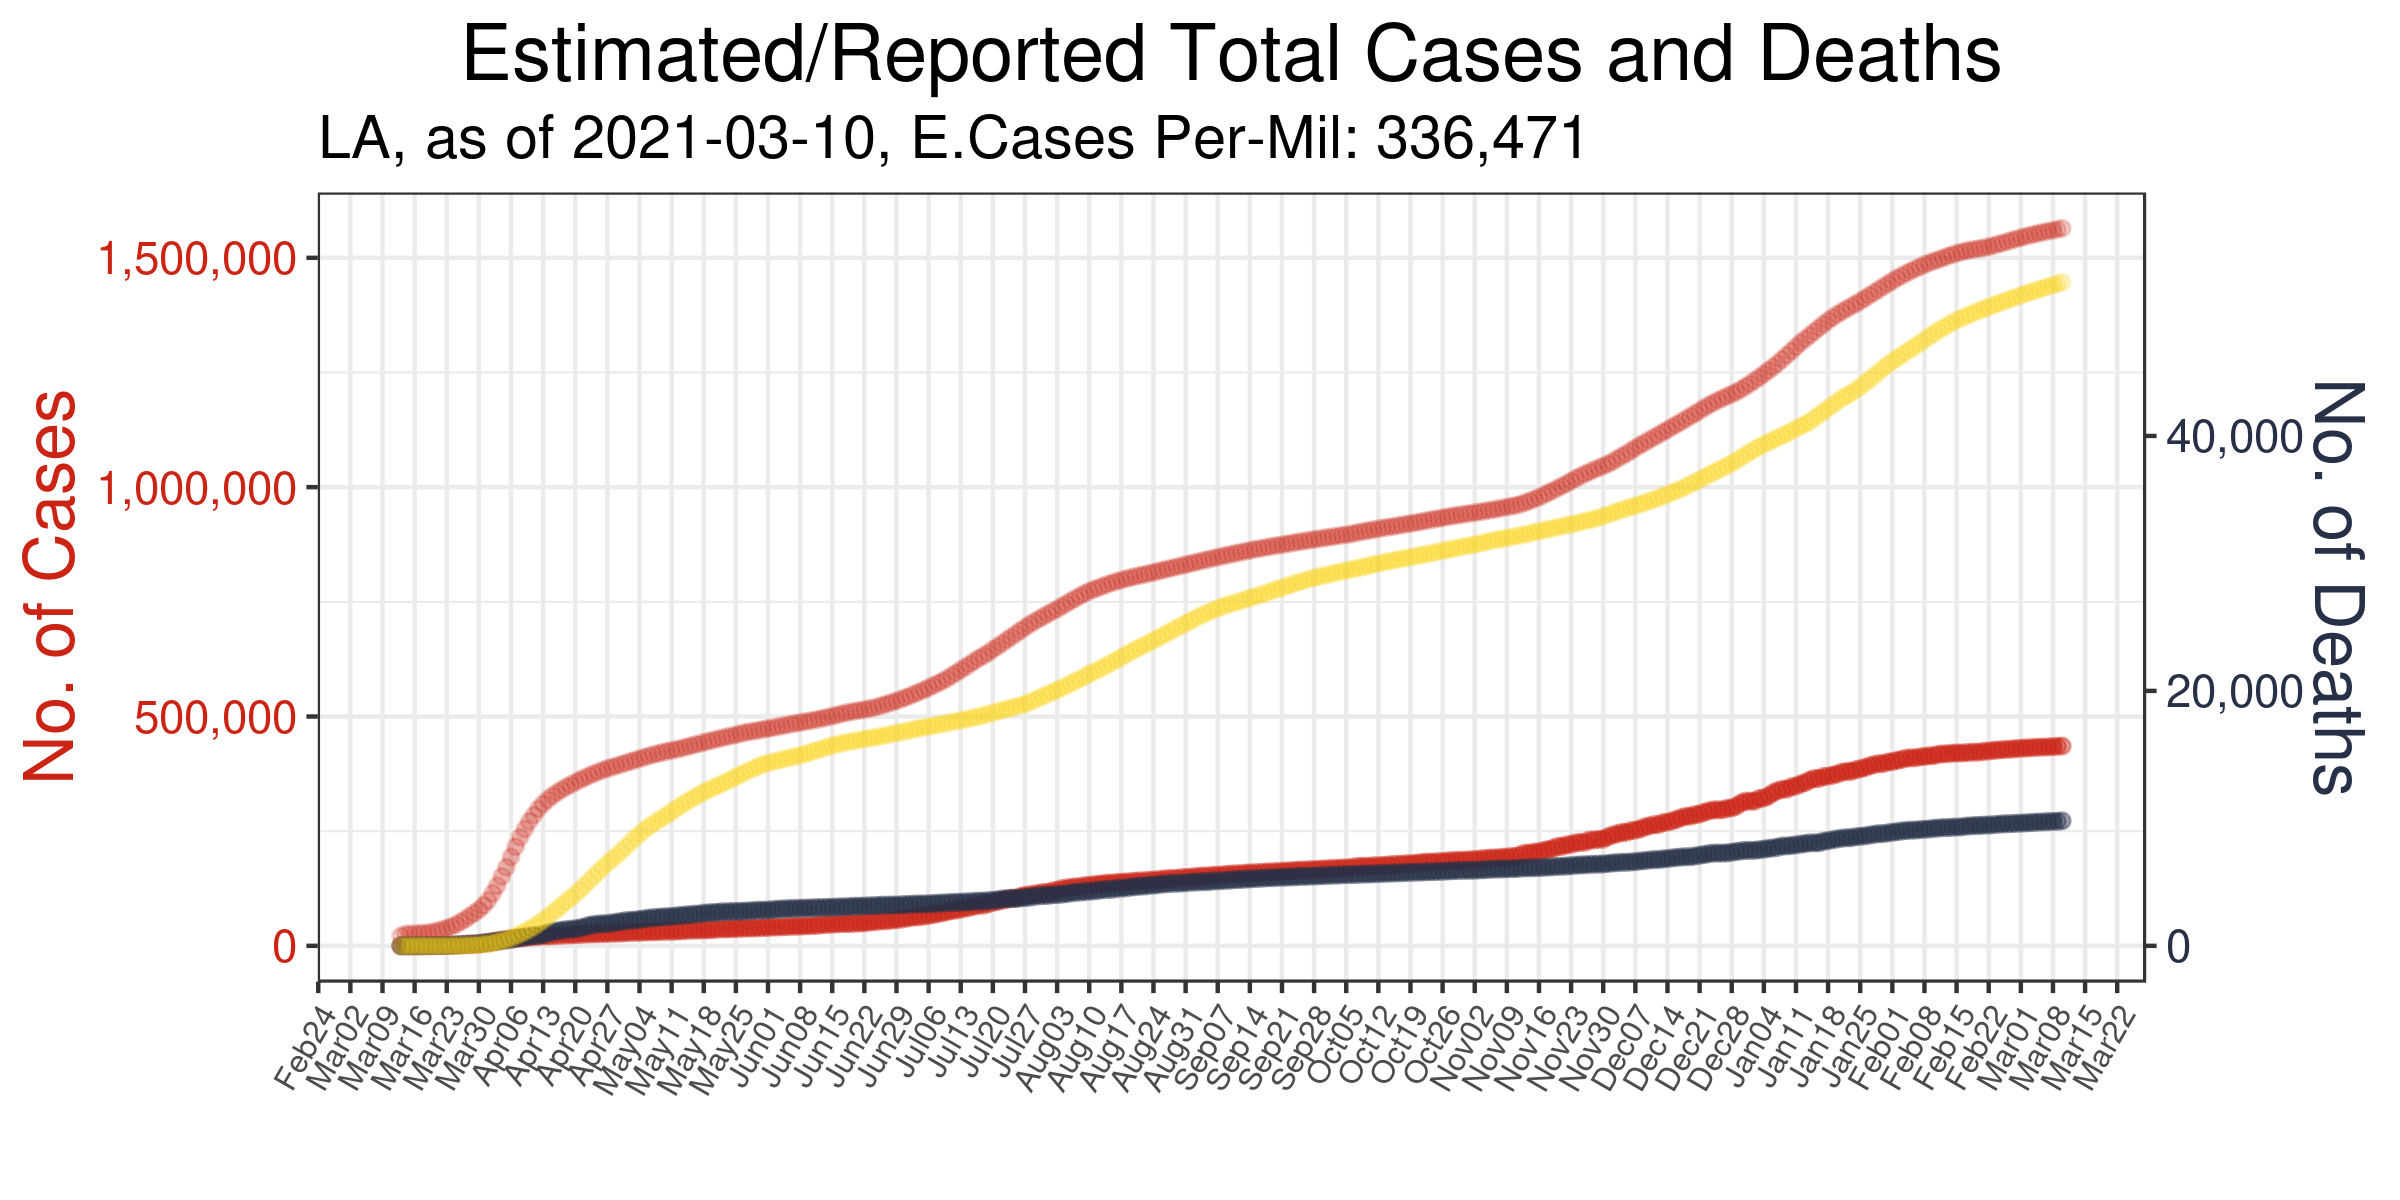 Estimated/Reported Total Cases and Deaths
LA, as of 2021-03-10, E.Cases Per-Mil: 336,471
No. of Cases
1,500,000
1,000,000
500,000
0
40,000
20,000
0
No. of Deaths
Feb24
Mar02
Mar09
Mar16
Mar23
Mar30
Apr06
Apr13
Apr20
Apr27
May04
May11
May18
May25
Jun01
Jun08
Jun15
Jun22
Jun29
Jul06
Jul13
Jul20
Jul27
Aug03
Aug10
Aug17
Aug24
Aug31
Sep07
Sep14
Sep21
Sep28
Oct05
Oct12
Oct19
Oct26
Nov02
Nov09
Nov16
Nov23
Nov30
Dec07
Dec14
Dec21
Dec28
Jan04
Jan11
Jan18
Jan25
Feb01
Feb08
Feb15
Feb22
Mar01
Mar08
Mar15
Mar22